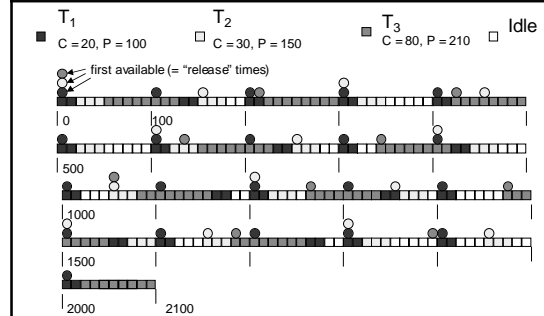 T1 T2 T3 Idle
C = 20, P = 100 C = 30, P = 150 C = 80, P = 210
first available (= “release” times)
0 100
500
1000
1500
2000 2100